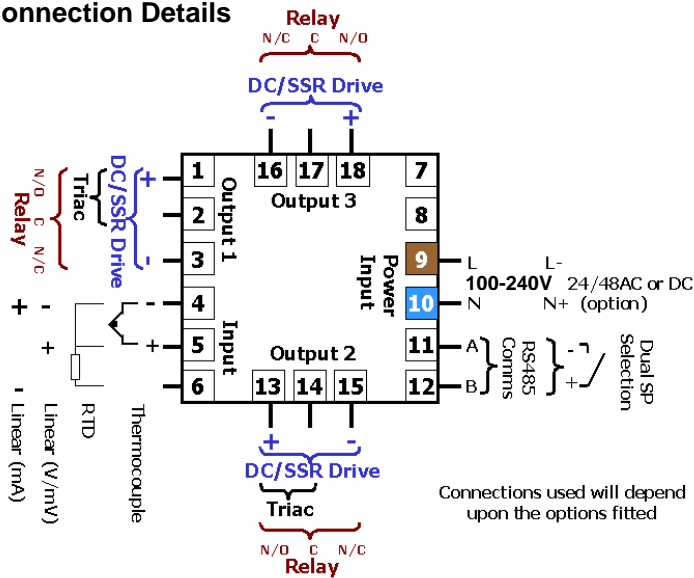 Connection Details
Relay
N/C C N/O
DC/SSR Drive
- +
16 17 18
Output 3
1
2
3
4
5
6
Output 1
Input
7
8
9
10
11
12
Power Input
Output 2
13 14 15
+ -
DC/SSR Drive
Triac
N/O C N/C
Relay
+ -
DC/SSR Drive
Triac
N/O C N/C
Relay
- +
Thermocouple
RTD
- +
Linear (V/mV)
+ -
Linear (mA)
L L-
100-240V 24/48AC or DC
N N+ (option)
A
B
RS485
Comms
-
+
Dual SP
Selection
Connections used will depend
upon the options fitted